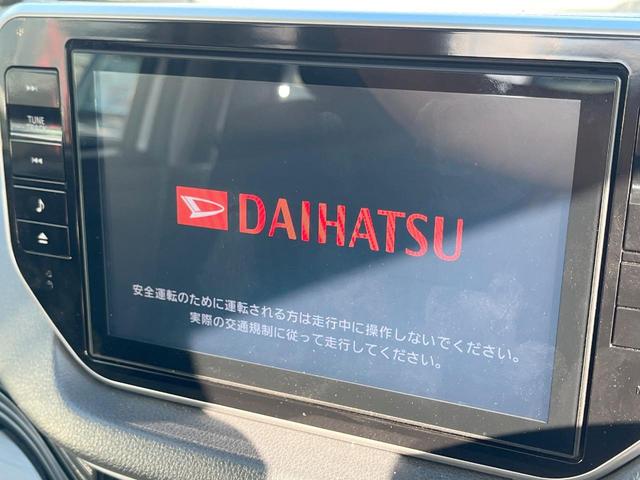 TUNE
DAIHATSU
安全運転のために運転される方は走行中に操作しないでください。
実際の交通規制に従って走行してください。